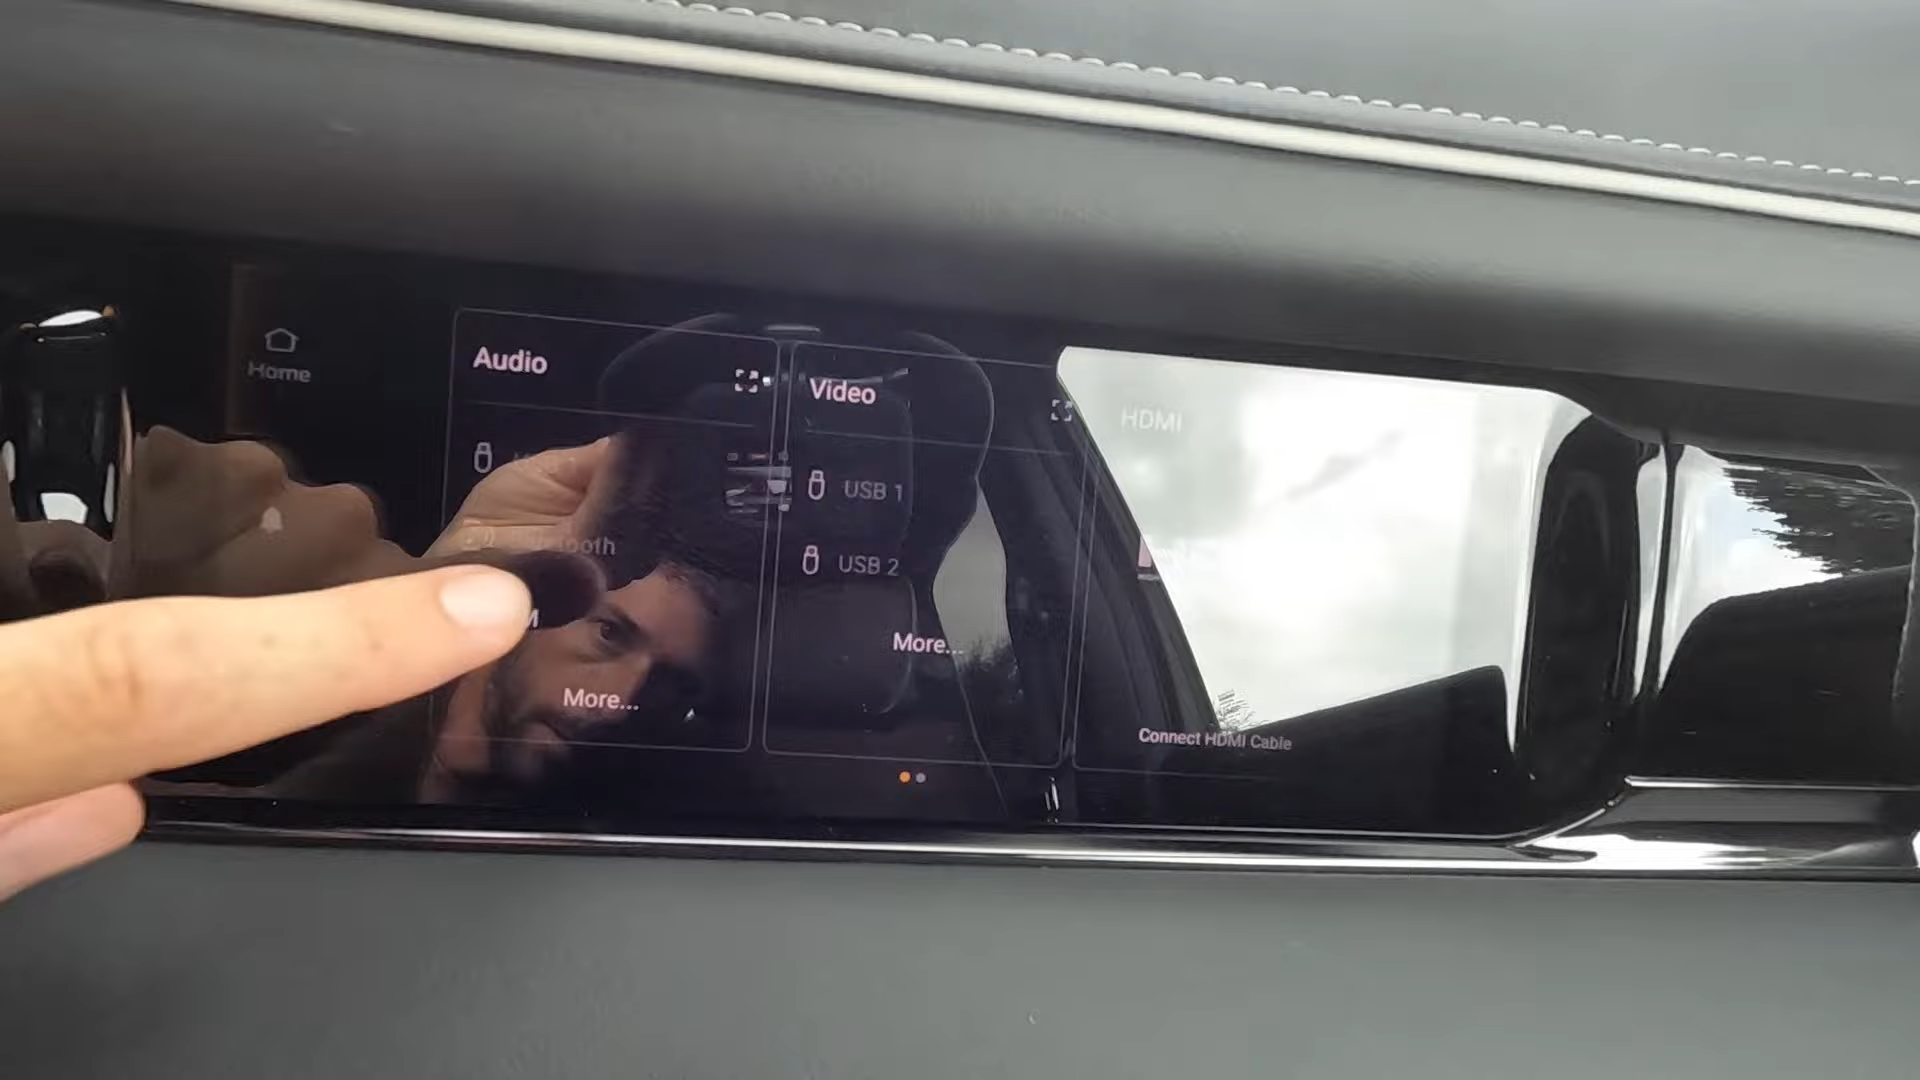 Home
Audio
Video
HDMI
USB 1
USB 2
More...
More...
Connect HDMI Cable